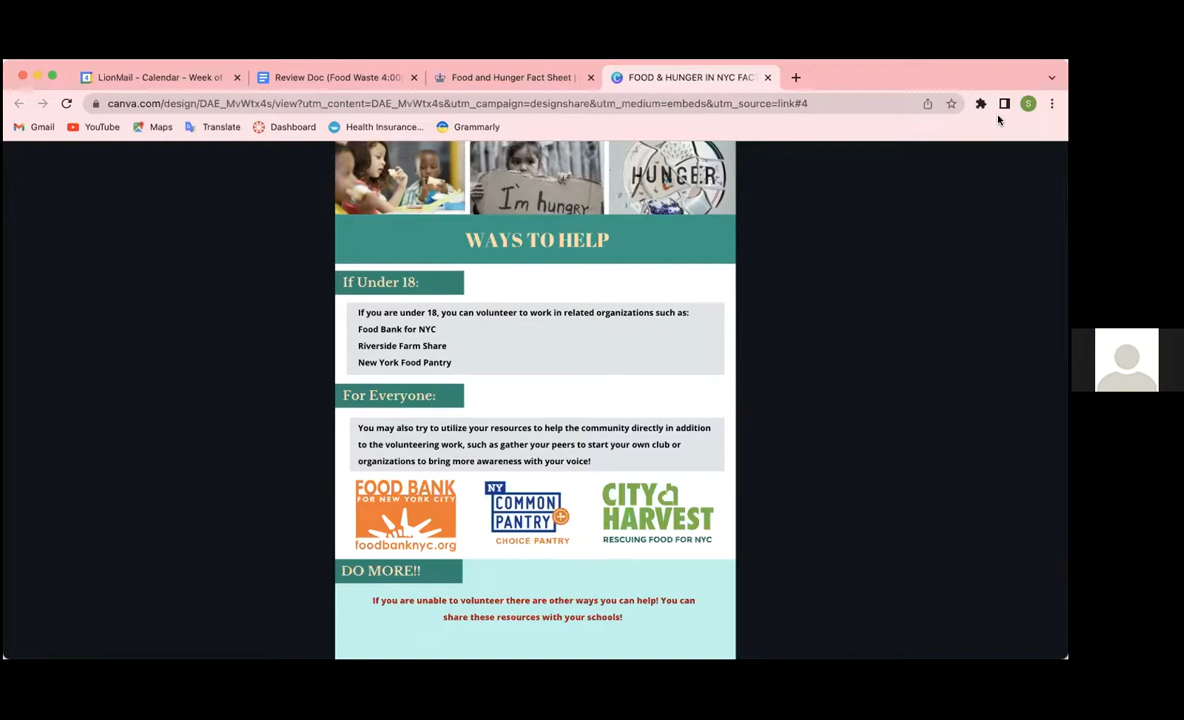 LionMail - Calendar - Week of
Review Doc (Food Waste 4:00)
Food and Hunger Fact Sheet |
FOOD & HUNGER IN NYC FACT
canva.com/design/DAE_MvWtx4s/view?utm_content=DAE_MvWtx4s&utm_campaign=designshare&utm_medium=embeds&utm_source=link#4
S
Gmail
YouTube
Maps
Translate
Dashboard
Health Insurance...
Grammarly
I'm hungry
HUNGER
WAYS TO HELP
If Under 18:
If you are under 18, you can volunteer to work in related organizations such as:
Food Bank for NYC
Riverside Farm Share
New York Food Pantry
For Everyone:
You may also try to utilize your resources to help the community directly in addition
to the volunteering work, such as gather your peers to start your own club or
organizations to bring more awareness with your voice!
FOOD BANK
FOR NEW YORK CITY
foodbanknyc.org
NY
COMMON
PANTRY
CHOICE PANTRY
CITY
HARVEST
RESCUING FOOD FOR NYC
DO MORE!!
If you are unable to volunteer there are other ways you can help! You can
share these resources with your schools!